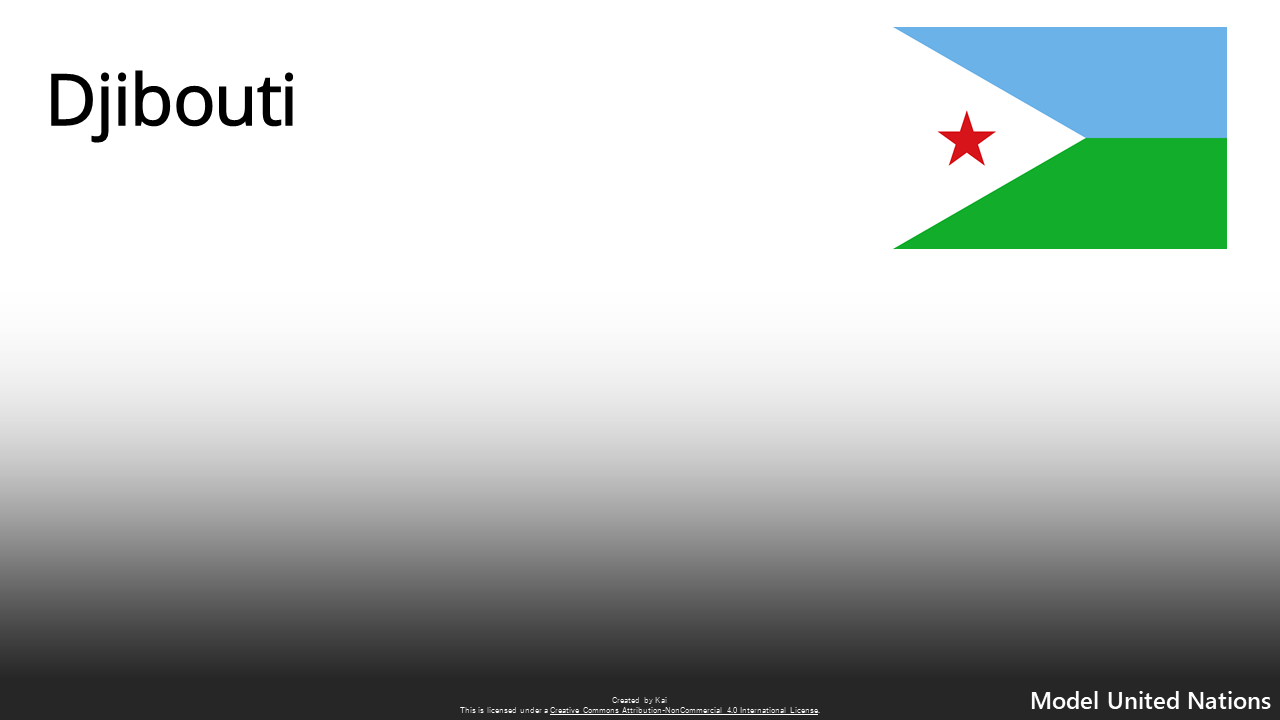 Djibouti
Created by Kai
This is licensed under a Creative Commons Attribution-NonCommercial 4.0 International License.
Model United Nations